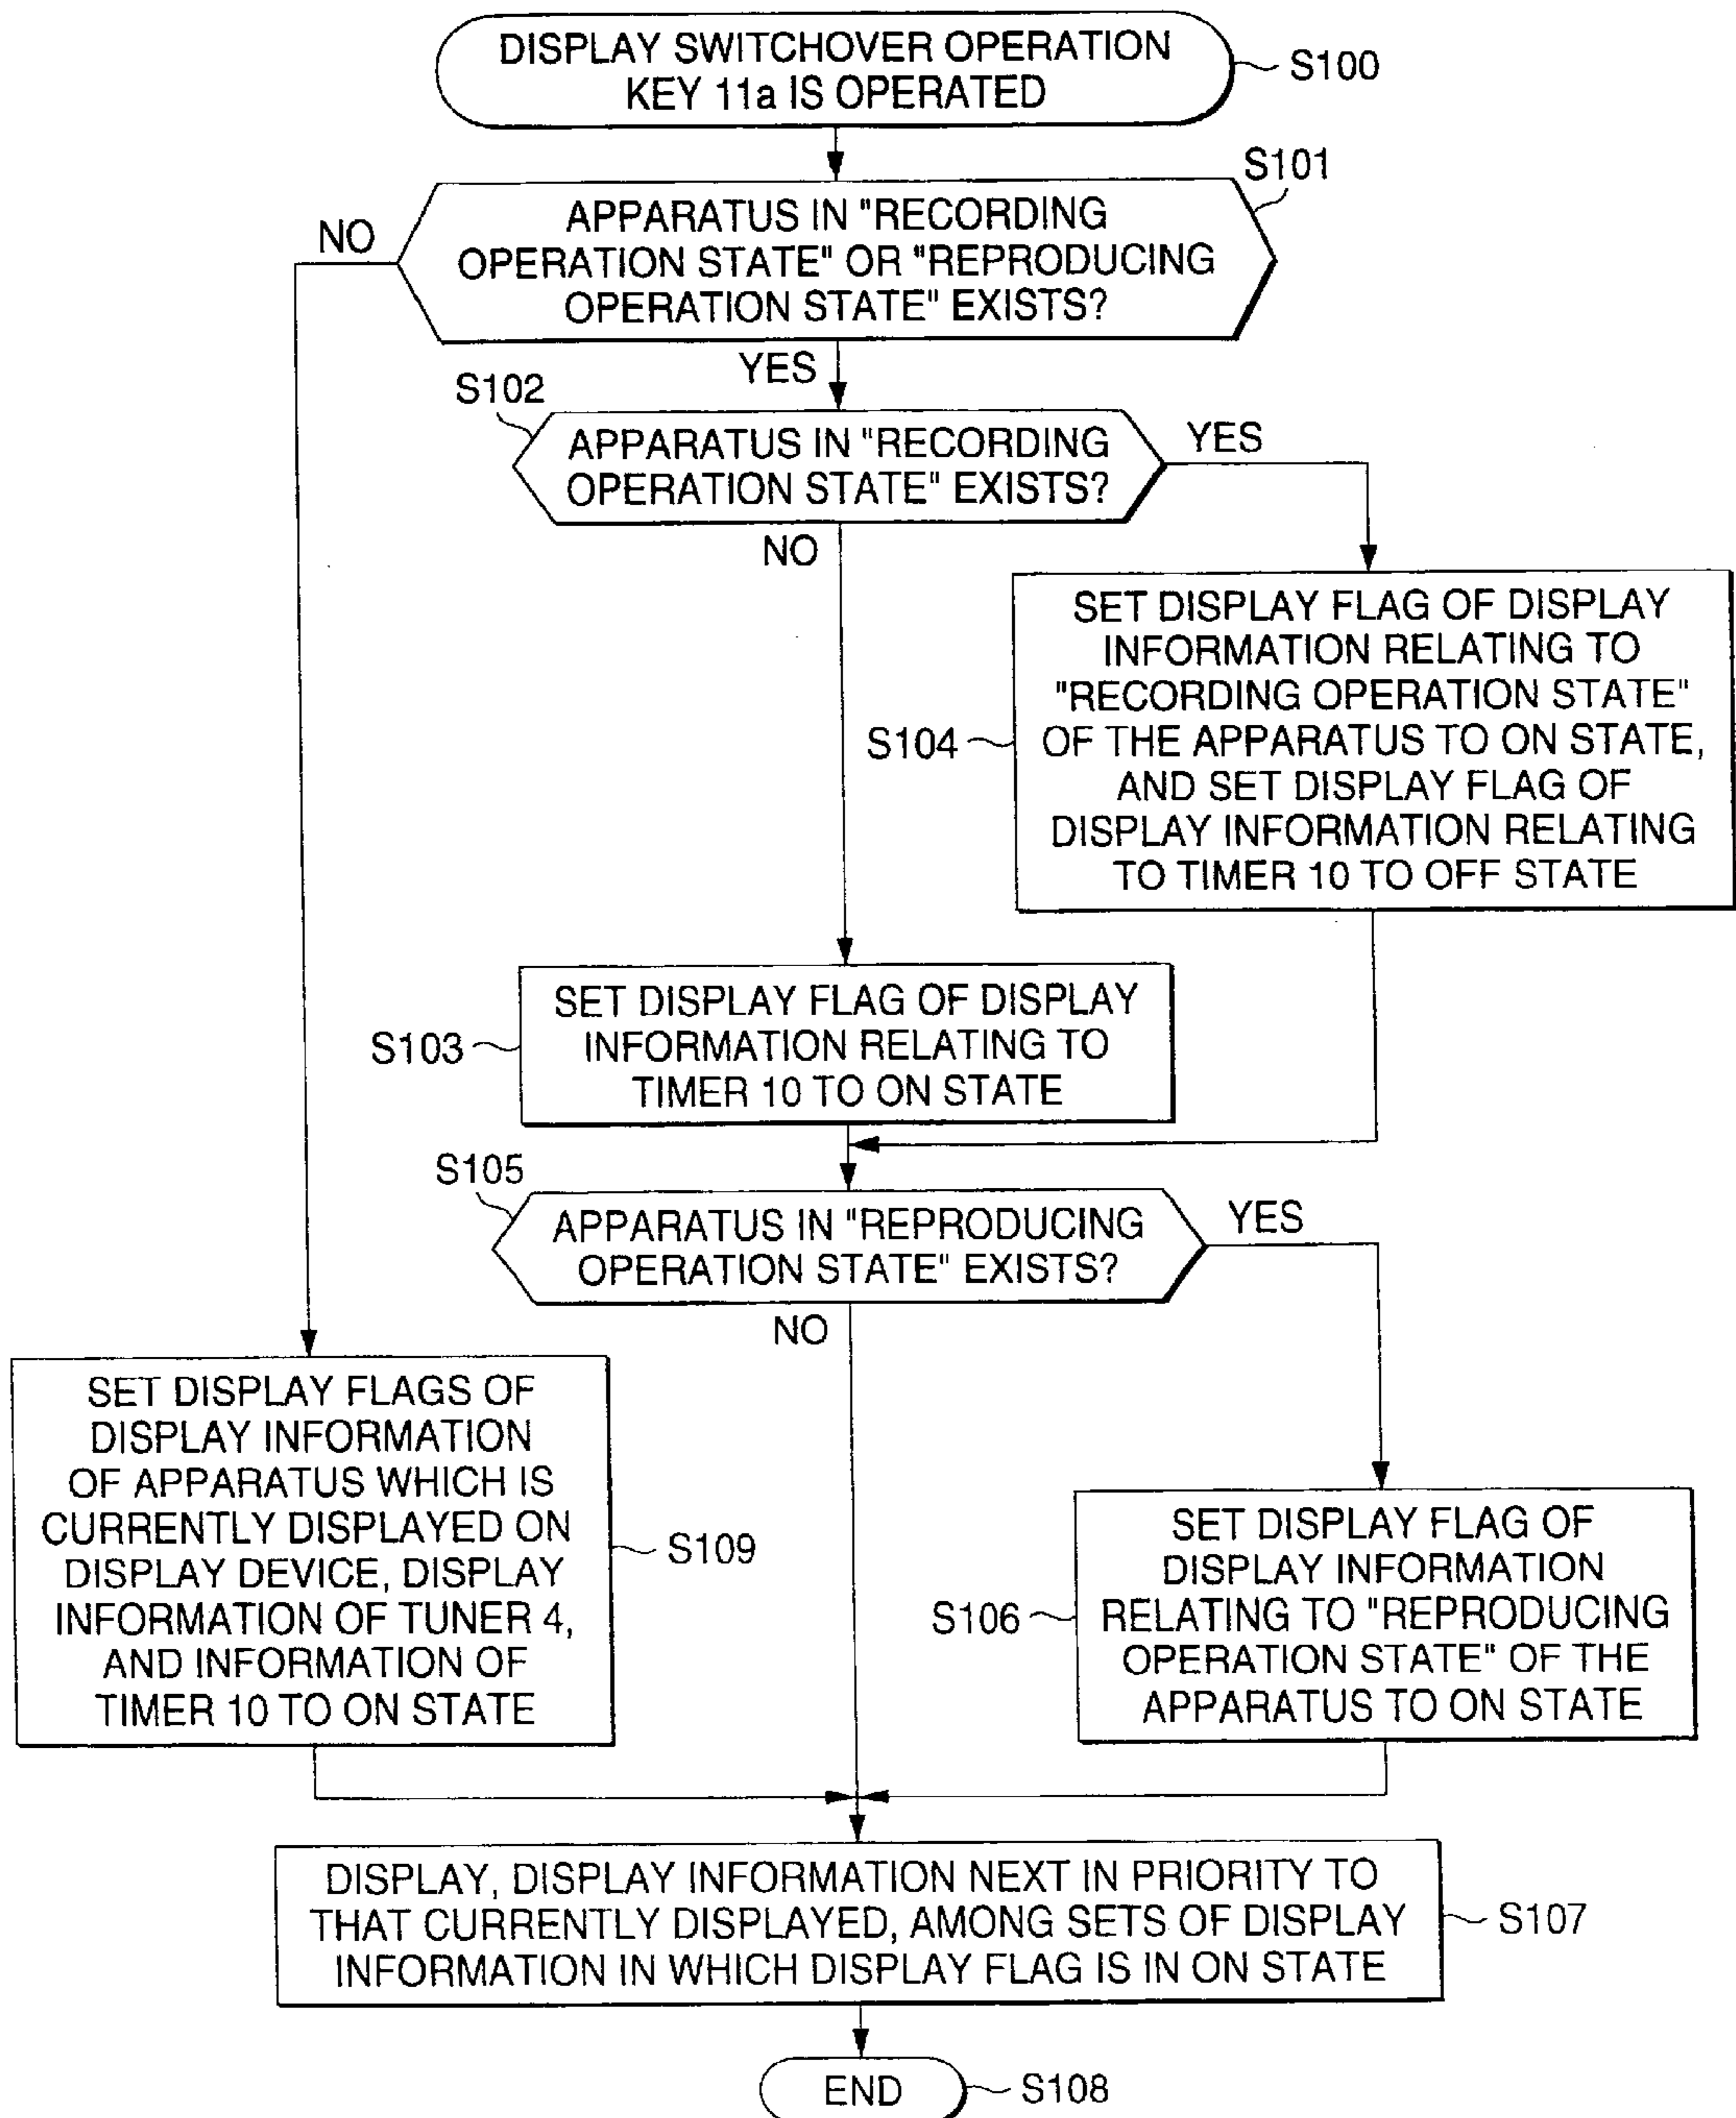 DISPLAY SWITCHOVER OPERATION
KEY 11a IS OPERATED
S100
S101
APPARATUS IN "RECORDING
OPERATION STATE" OR "REPRODUCING
OPERATION STATE" EXISTS?
NO
YES
S102
APPARATUS IN "RECORDING
OPERATION STATE" EXISTS?
YES
NO
SET DISPLAY FLAG OF DISPLAY
INFORMATION RELATING TO
"RECORDING OPERATION STATE"
OF THE APPARATUS TO ON STATE,
AND SET DISPLAY FLAG OF
DISPLAY INFORMATION RELATING
TO TIMER 10 TO OFF STATE
S104
SET DISPLAY FLAG OF DISPLAY
INFORMATION RELATING TO
TIMER 10 TO ON STATE
S103
S105
APPARATUS IN "REPRODUCING
OPERATION STATE" EXISTS?
YES
NO
SET DISPLAY FLAGS OF
DISPLAY INFORMATION
OF APPARATUS WHICH IS
CURRENTLY DISPLAYED ON
DISPLAY DEVICE, DISPLAY
INFORMATION OF TUNER 4,
AND INFORMATION OF
TIMER 10 TO ON STATE
S109
SET DISPLAY FLAG OF
DISPLAY INFORMATION
RELATING TO "REPRODUCING
OPERATION STATE" OF THE
APPARATUS TO ON STATE
S106
DISPLAY, DISPLAY INFORMATION NEXT IN PRIORITY TO
THAT CURRENTLY DISPLAYED, AMONG SETS OF DISPLAY
INFORMATION IN WHICH DISPLAY FLAG IS IN ON STATE
S107
END
S108